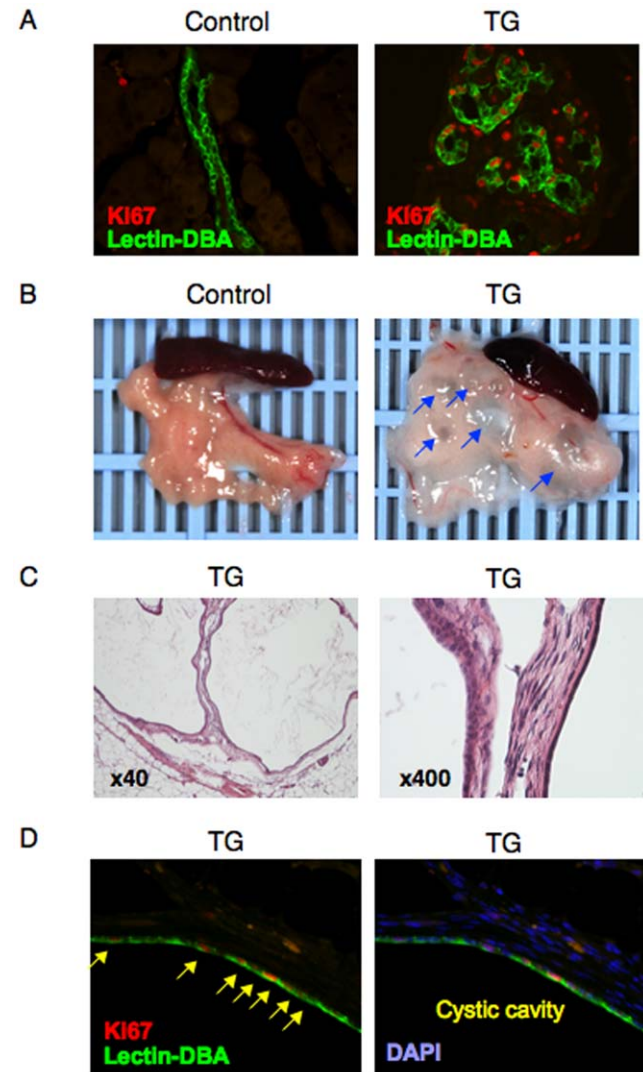 A
Control
TG
Ki67
Lectin-DBA
Ki67
Lectin-DBA
B
Control
TG
C
TG
TG
x40
x400
D
TG
TG
Ki67
Lectin-DBA
Cystic cavity
DAPI